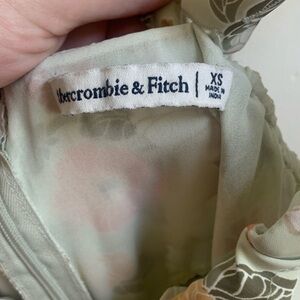 Abercrombie & Fitch
XS
MADE IN
INDIA